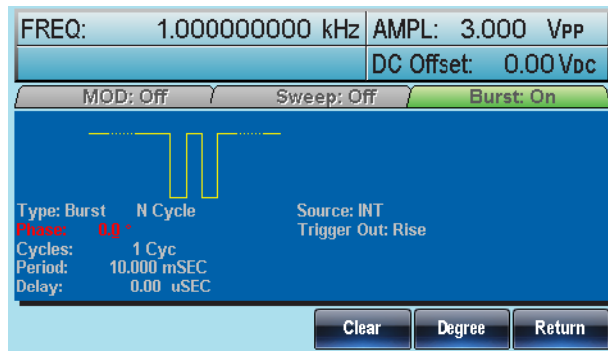 FREQ: 1.000000000 kHz AMPL: 3.000 VPP
DC Offset: 0.00 VDC
MOD: Off Sweep: Off Burst: On
Type: Burst N Cycle Source: INT
Phase: 0.0 ° Trigger Out: Rise
Cycles: 1 Cyc
Period: 10.000 mSEC
Delay: 0.00 uSEC
Clear Degree Return